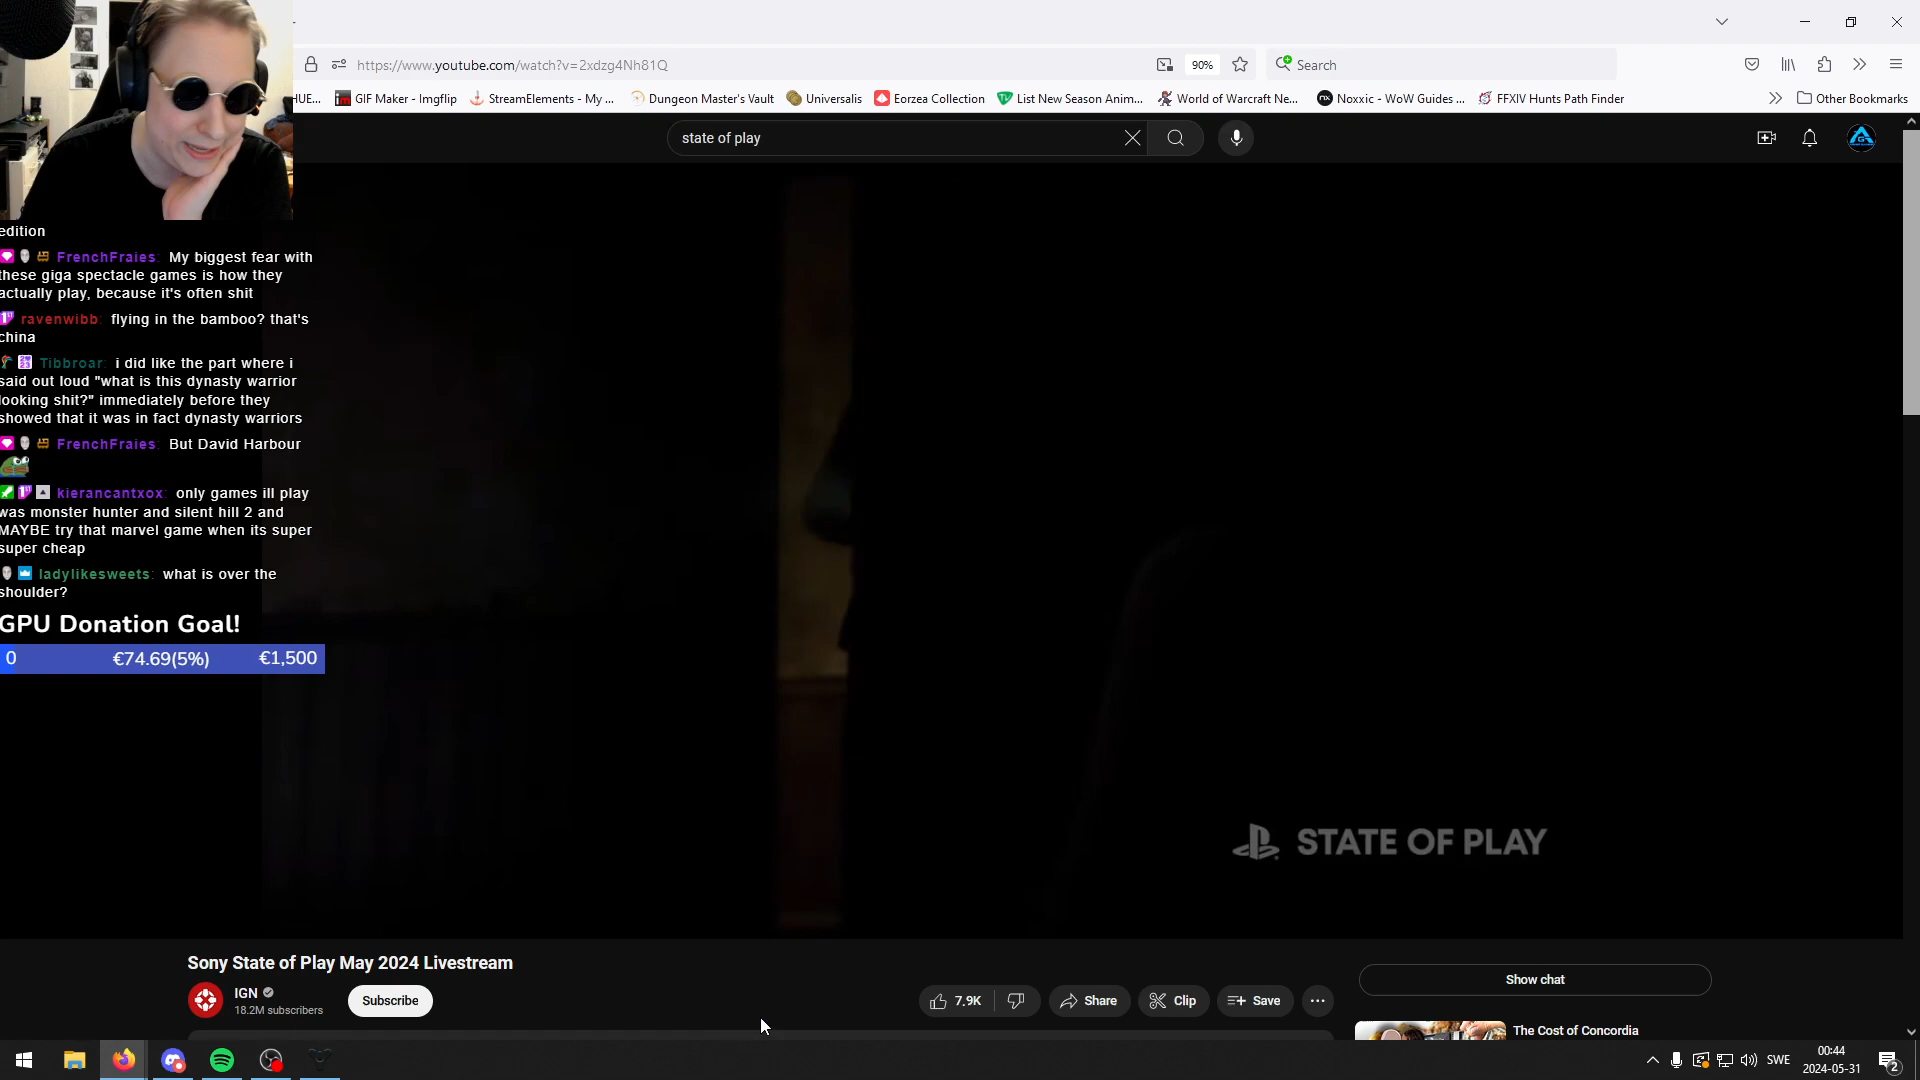 https://www.youtube.com/watch?v=2xdzg4Nh81Q
90%
Search
HUE...
GIF Maker - Imgflip
StreamElements - My ...
Dungeon Master's Vault
Universalis
Eorzea Collection
List New Season Anim...
World of Warcraft Ne...
Noxxic - WoW Guides ...
FFXIV Hunts Path Finder
Other Bookmarks
state of play
edition
FrenchFraies: My biggest fear with
these giga spectacle games is how they
actually play, because it's often shit
ravenwibb: flying in the bamboo? that's
china
Tibbroar: i did like the part where i
said out loud "what is this dynasty warrior
looking shit?" immediately before they
showed that it was in fact dynasty warriors
FrenchFraies: But David Harbour
kierancantxox: only games ill play
was monster hunter and silent hill 2 and
MAYBE try that marvel game when its super
super cheap
ladylikesweets: what is over the
shoulder?
GPU Donation Goal!
0 €74.69(5%) €1,500
STATE OF PLAY
Sony State of Play May 2024 Livestream
IGN
18.2M subscribers
Subscribe
7.9K
Share
Clip
Save
Show chat
The Cost of Concordia
SWE
00:44
2024-05-31
2